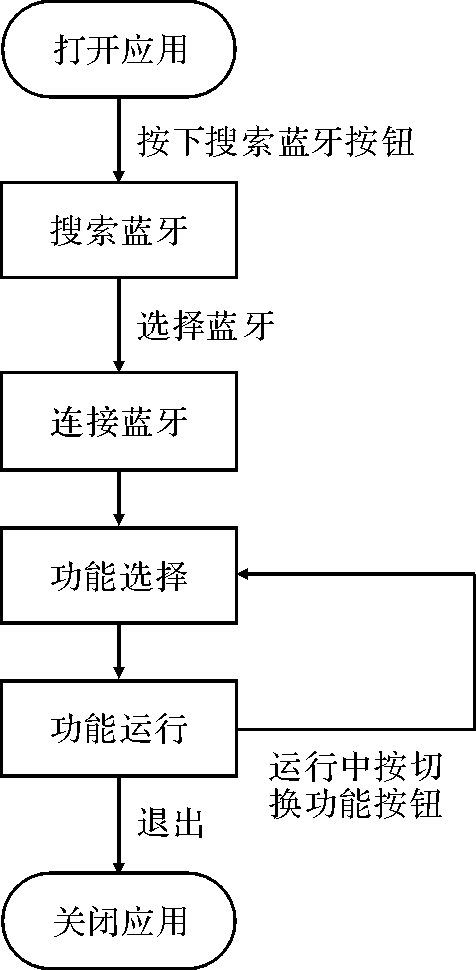 打开应用
按下搜索蓝牙按钮
搜索蓝牙
选择蓝牙
连接蓝牙
功能选择
功能运行
运行中按切
换功能按钮
退出
关闭应用